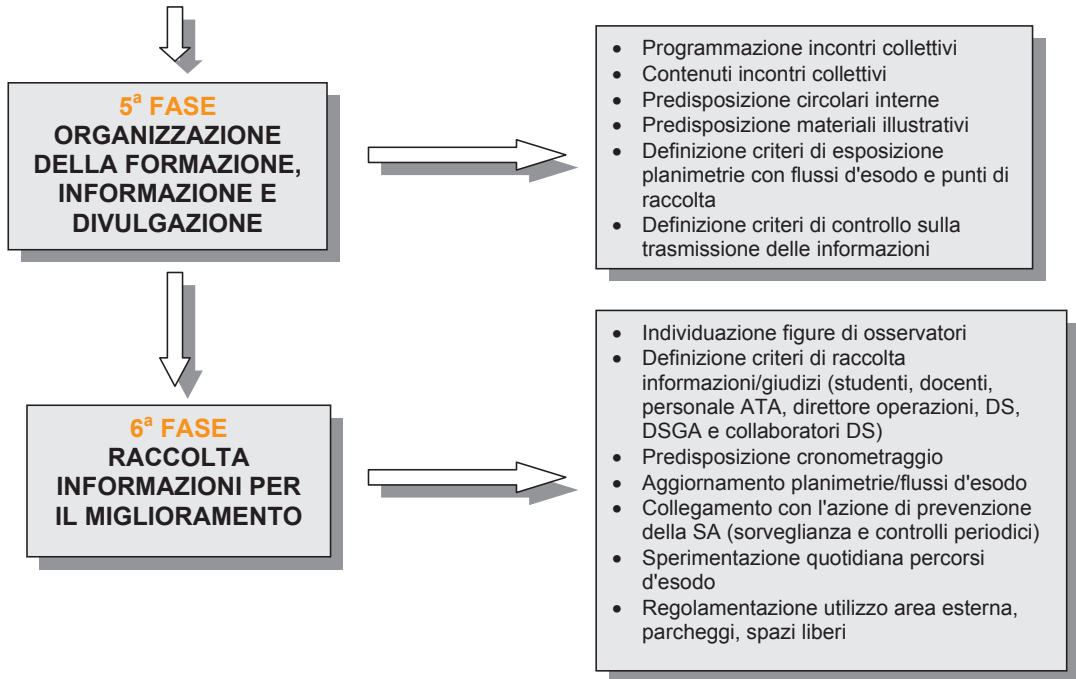 5ª FASE
ORGANIZZAZIONE
DELLA FORMAZIONE,
INFORMAZIONE E
DIVULGAZIONE
• Programmazione incontri collettivi
• Contenuti incontri collettivi
• Predisposizione circolari interne
• Predisposizione materiali illustrativi
• Definizione criteri di esposizione
planimetrie con flussi d'esodo e punti di
raccolta
• Definizione criteri di controllo sulla
trasmissione delle informazioni
6ª FASE
RACCOLTA
INFORMAZIONI PER
IL MIGLIORAMENTO
• Individuazione figure di osservatori
• Definizione criteri di raccolta
informazioni/giudizi (studenti, docenti,
personale ATA, direttore operazioni, DS,
DSGA e collaboratori DS)
• Predisposizione cronometraggio
• Aggiornamento planimetrie/flussi d'esodo
• Collegamento con l'azione di prevenzione
della SA (sorveglianza e controlli periodici)
• Sperimentazione quotidiana percorsi
d'esodo
• Regolamentazione utilizzo area esterna,
parcheggi, spazi liberi